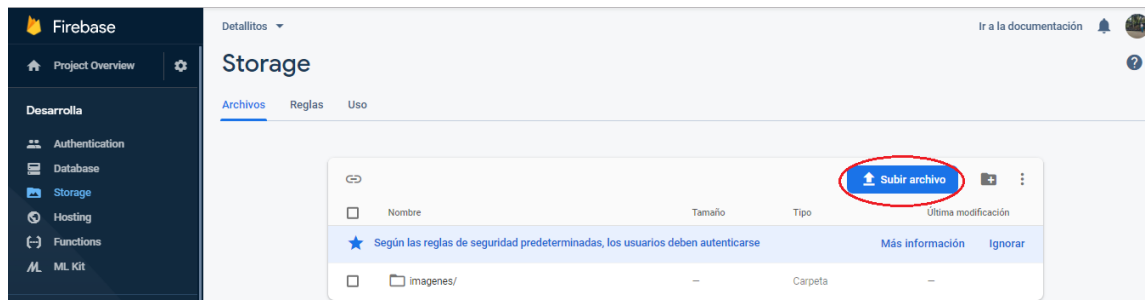 Firebase
Detallitos
Ir a la documentación
Project Overview
Storage
Desarrolla
Archivos Reglas Uso
Authentication
Database
Storage
Hosting
Functions
ML Kit
Subir archivo
Nombre Tamaño Tipo Última modificación
Según las reglas de seguridad predeterminadas, los usuarios deben autenticarse Más información Ignorar
imagenes/ — Carpeta —